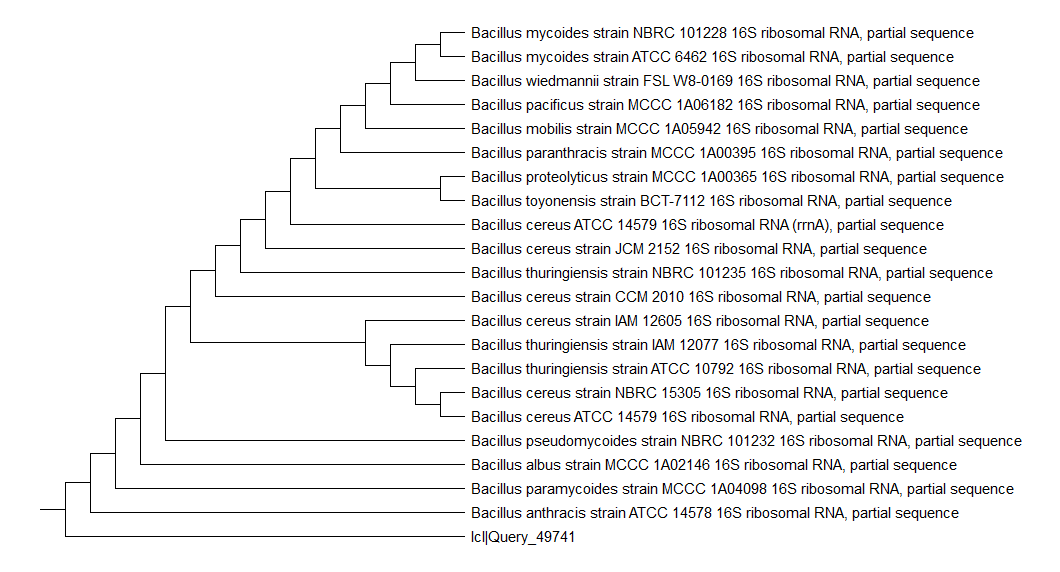 Bacillus mycoides strain NBRC 101228 16S ribosomal RNA, partial sequence
Bacillus mycoides strain ATCC 6462 16S ribosomal RNA, partial sequence
Bacillus wiedmannii strain FSL W8-0169 16S ribosomal RNA, partial sequence
Bacillus pacificus strain MCCC 1A06182 16S ribosomal RNA, partial sequence
Bacillus mobilis strain MCCC 1A05942 16S ribosomal RNA, partial sequence
Bacillus paranthracis strain MCCC 1A00395 16S ribosomal RNA, partial sequence
Bacillus proteolyticus strain MCCC 1A00365 16S ribosomal RNA, partial sequence
Bacillus toyonensis strain BCT-7112 16S ribosomal RNA, partial sequence
Bacillus cereus ATCC 14579 16S ribosomal RNA (rrnA), partial sequence
Bacillus cereus strain JCM 2152 16S ribosomal RNA, partial sequence
Bacillus thuringiensis strain NBRC 101235 16S ribosomal RNA, partial sequence
Bacillus cereus strain CCM 2010 16S ribosomal RNA, partial sequence
Bacillus cereus strain IAM 12605 16S ribosomal RNA, partial sequence
Bacillus thuringiensis strain IAM 12077 16S ribosomal RNA, partial sequence
Bacillus thuringiensis strain ATCC 10792 16S ribosomal RNA, partial sequence
Bacillus cereus strain NBRC 15305 16S ribosomal RNA, partial sequence
Bacillus cereus ATCC 14579 16S ribosomal RNA, partial sequence
Bacillus pseudomycoides strain NBRC 101232 16S ribosomal RNA, partial sequence
Bacillus albus strain MCCC 1A02146 16S ribosomal RNA, partial sequence
Bacillus paramycoides strain MCCC 1A04098 16S ribosomal RNA, partial sequence
Bacillus anthracis strain ATCC 14578 16S ribosomal RNA, partial sequence
lcl|Query_49741